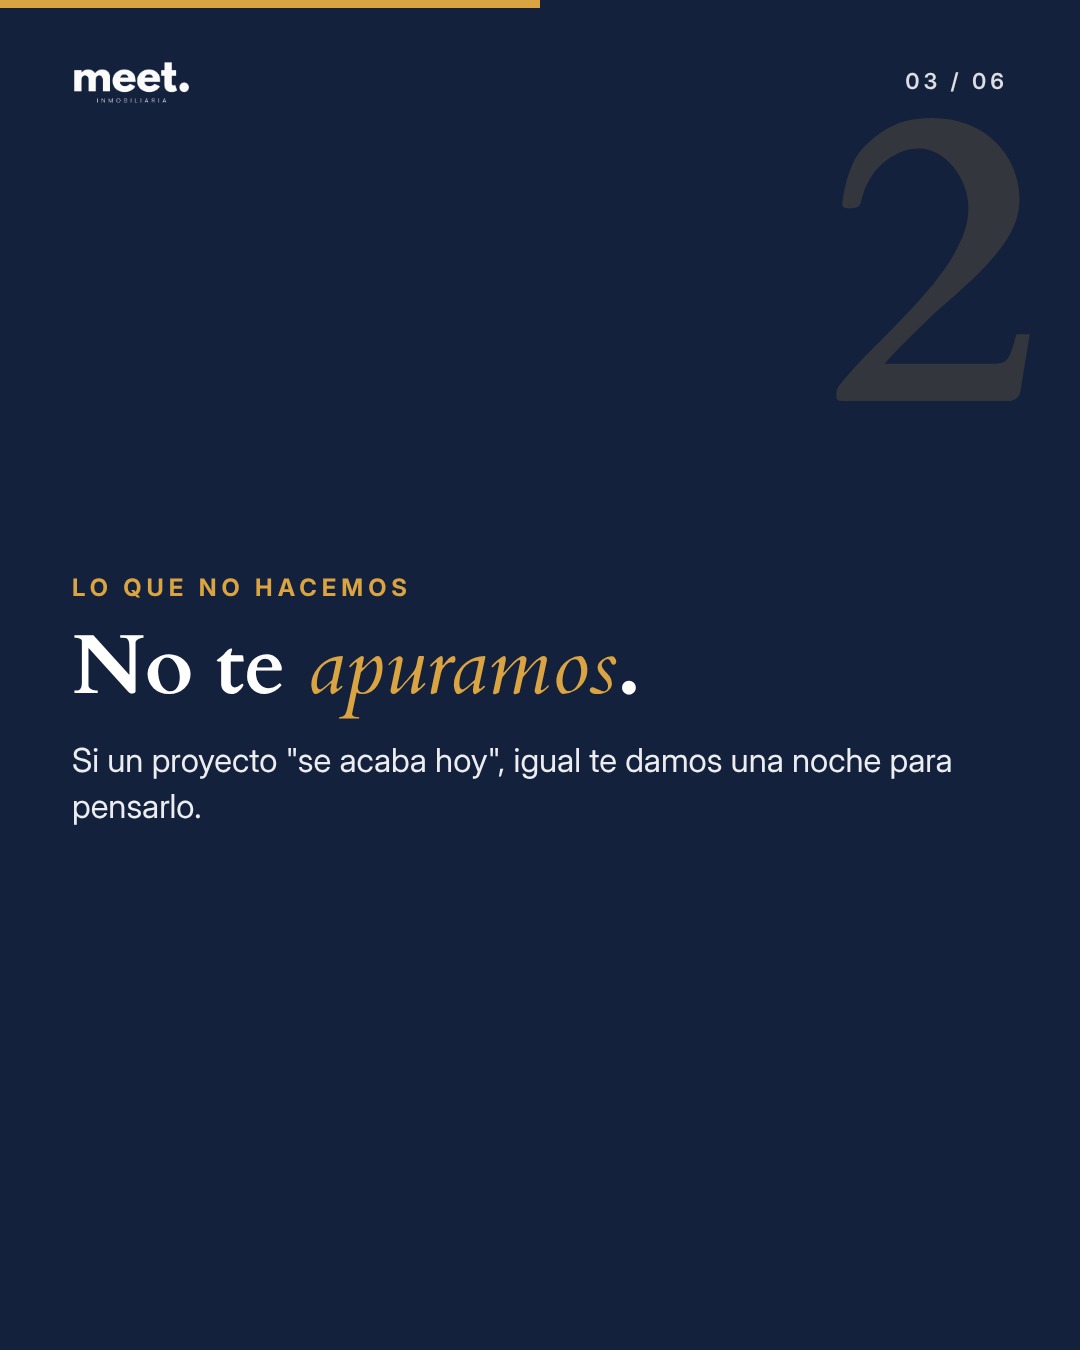 meet.
INMOBILIARIA
03 / 06
2
LO QUE NO HACEMOS
No te apuramos.
Si un proyecto "se acaba hoy", igual te damos una noche para
pensarlo.